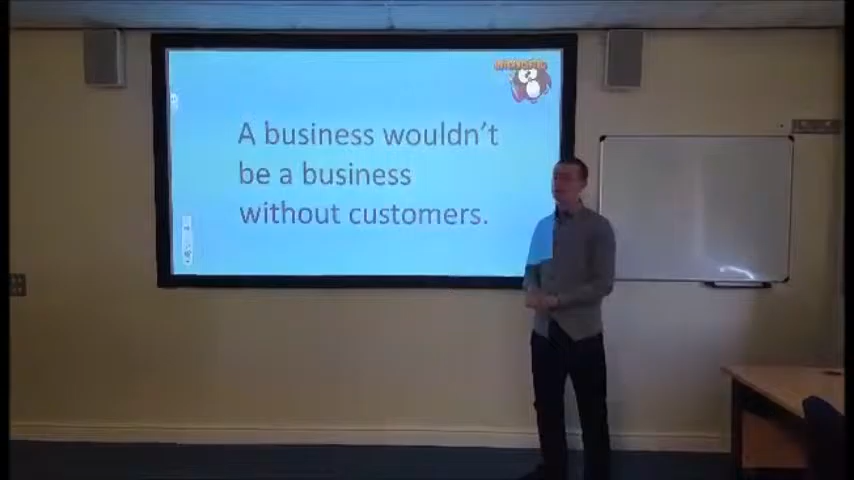 A business wouldn't
be a business
without customers.